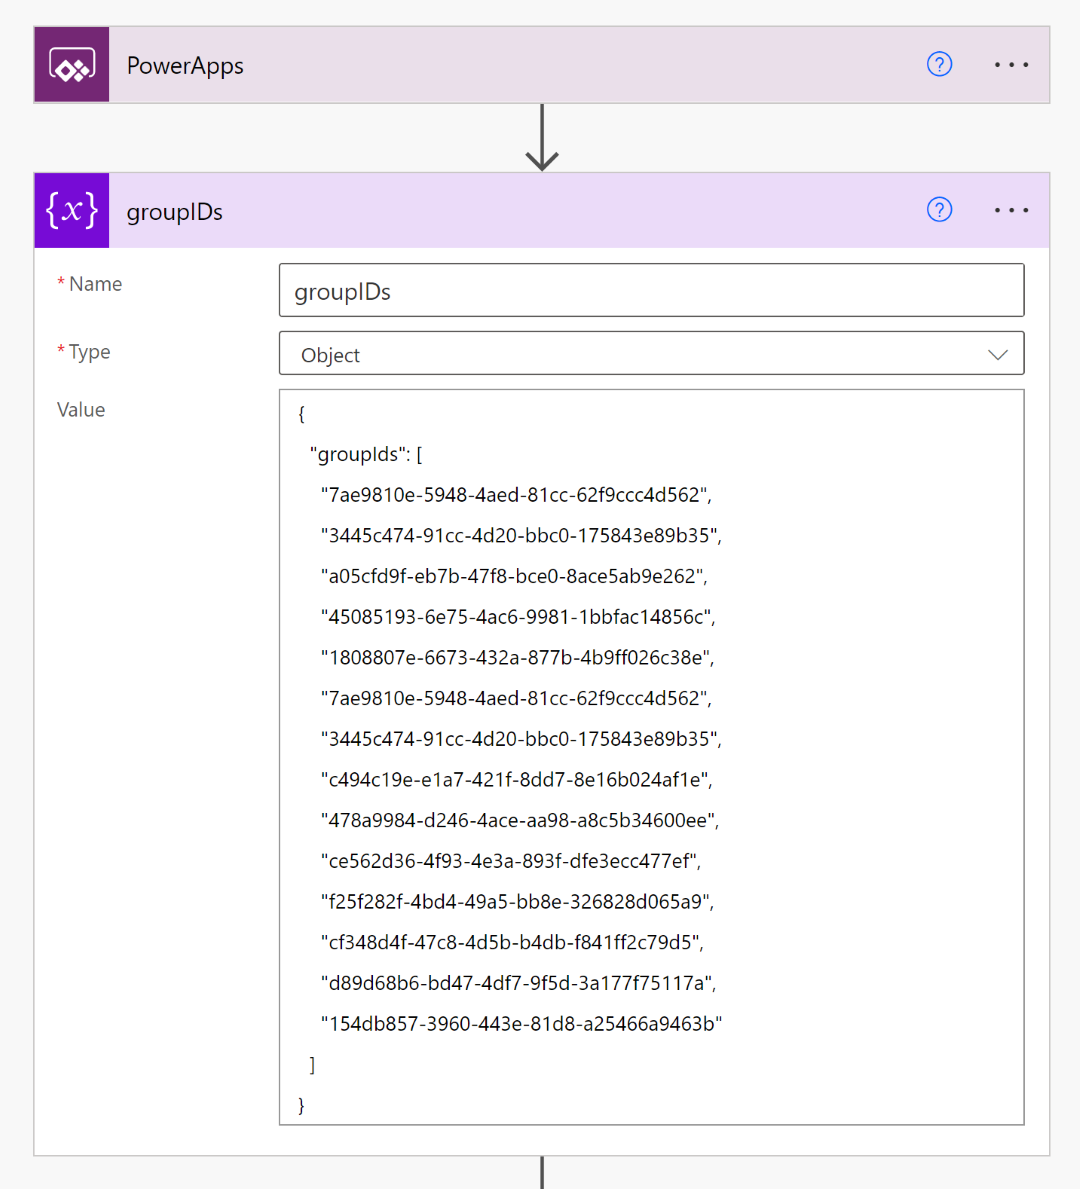 PowerApps
?
{x}
groupIDs
?
* Name
groupIDs
* Type
Object
Value
{
"groupIds": [
"7ae9810e-5948-4aed-81cc-62f9ccc4d562",
"3445c474-91cc-4d20-bbc0-175843e89b35",
"a05cfd9f-eb7b-47f8-bce0-8ace5ab9e262",
"45085193-6e75-4ac6-9981-1bbfac14856c",
"1808807e-6673-432a-877b-4b9ff026c38e",
"7ae9810e-5948-4aed-81cc-62f9ccc4d562",
"3445c474-91cc-4d20-bbc0-175843e89b35",
"c494c19e-e1a7-421f-8dd7-8e16b024af1e",
"478a9984-d246-4ace-aa98-a8c5b34600ee",
"ce562d36-4f93-4e3a-893f-dfe3ecc477ef",
"f25f282f-4bd4-49a5-bb8e-326828d065a9",
"cf348d4f-47c8-4d5b-b4db-f841ff2c79d5",
"d89d68b6-bd47-4df7-9f5d-3a177f75117a",
"154db857-3960-443e-81d8-a25466a9463b"
]
}